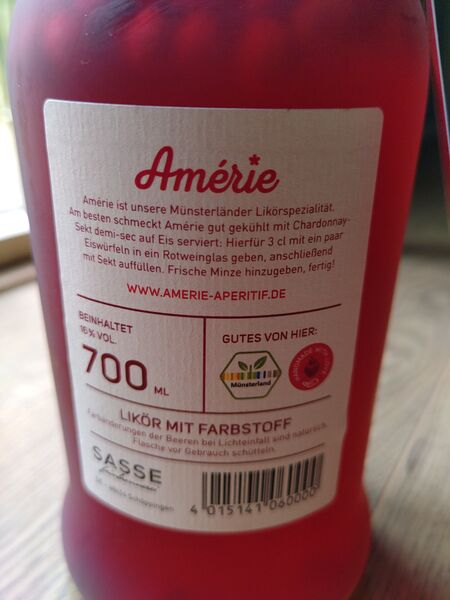 Amérie
Amérie ist unsere Münsterländer Likörspezialität.
Am besten schmeckt Amérie gut gekühlt mit Chardonnay-
Sekt demi-sec auf Eis serviert: Hierfür 3 cl mit ein paar
Eiswürfeln in ein Rotweinglas geben, anschließend
mit Sekt auffüllen. Frische Minze hinzugeben, fertig!
WWW.AMERIE-APERITIF.DE
BEINHALTET
16% VOL.
700 ML
GUTES VON HIER:
Münsterland
HANDMADE WITH LOVE
LIKÖR MIT FARBSTOFF
Farbänderungen der Beeren bei Lichteinfall sind natürlich.
Flasche vor Gebrauch schütteln.
SASSE
Schöppingen
4 015141 060000